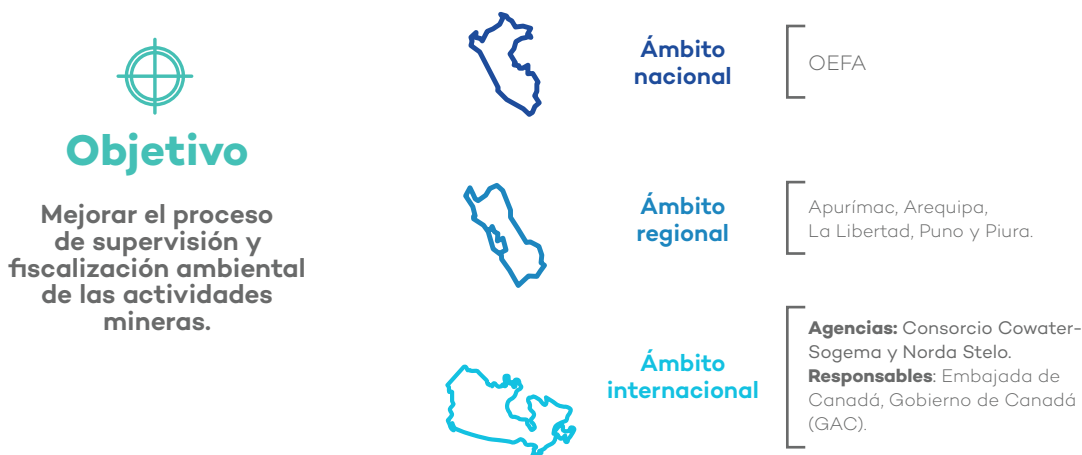 Objetivo
Mejorar el proceso
de supervisión y
fiscalización ambiental
de las actividades
mineras.
Ámbito
nacional
OEFA
Ámbito
regional
Apurímac, Arequipa,
La Libertad, Puno y Piura.
Ámbito
internacional
Agencias: Consorcio Cowater-
Sogema y Norda Stelo.
Responsables: Embajada de
Canadá, Gobierno de Canadá
(GAC).